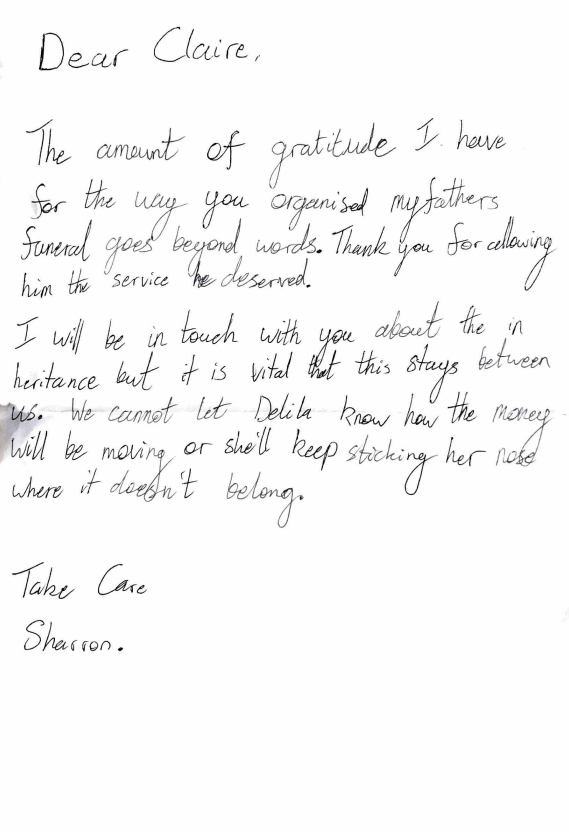 Dear Claire,
The amount of gratitude I have
for the way you organised my fathers
funeral goes beyond words. Thank you for allowing
him the service he deserved.
I will be in touch with you about the in
heritance but it is vital that this stays between
us. We cannot let Delila know how the money
will be moving or she'll keep sticking her nose
where it doesn't belong.
Take Care
Sharron.